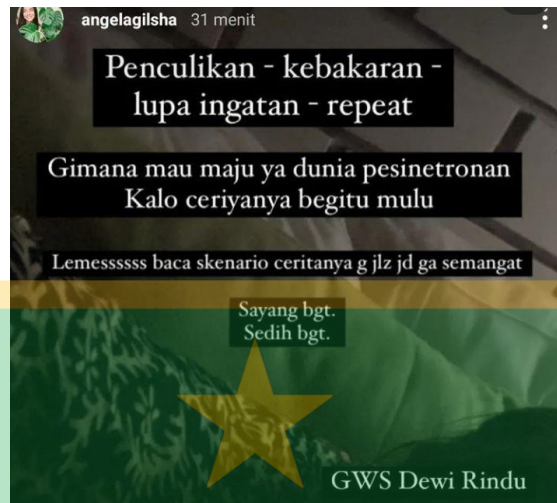 angelagilsha 31 menit
Penculikan - kebakaran -
lupa ingatan - repeat
Gimana mau maju ya dunia pesinetronan
Kalo ceriyanya begitu mulu
Lemessssss baca skenario ceritanya g jlz jd ga semangat
Sayang bgt.
Sedih bgt.
GWS Dewi Rindu